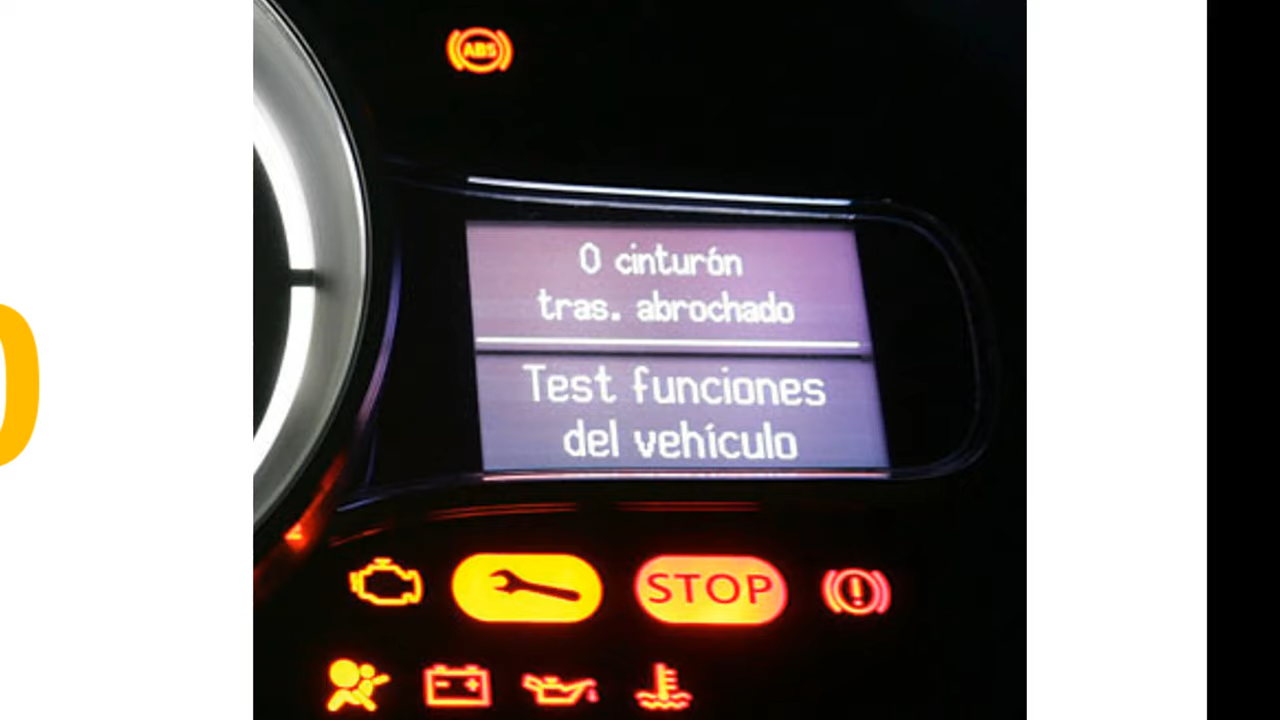 ABS
0 cinturón
tras. abrochado
Test funciones
del vehículo
STOP